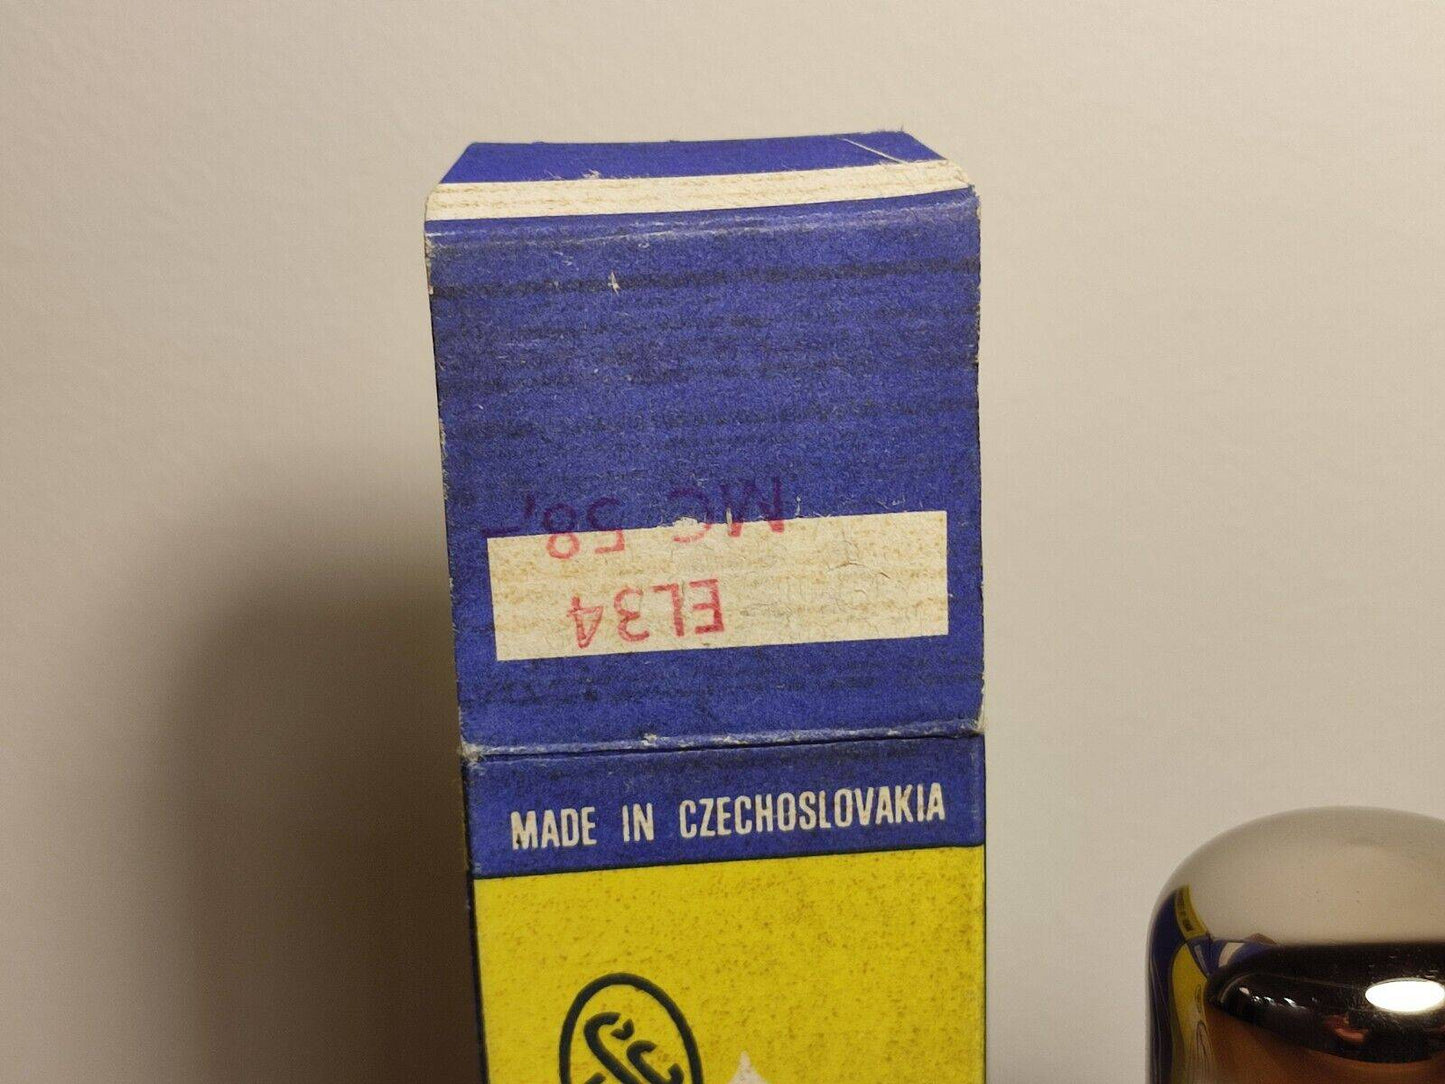 EL34
MC 58,-
MADE IN CZECHOSLOVAKIA